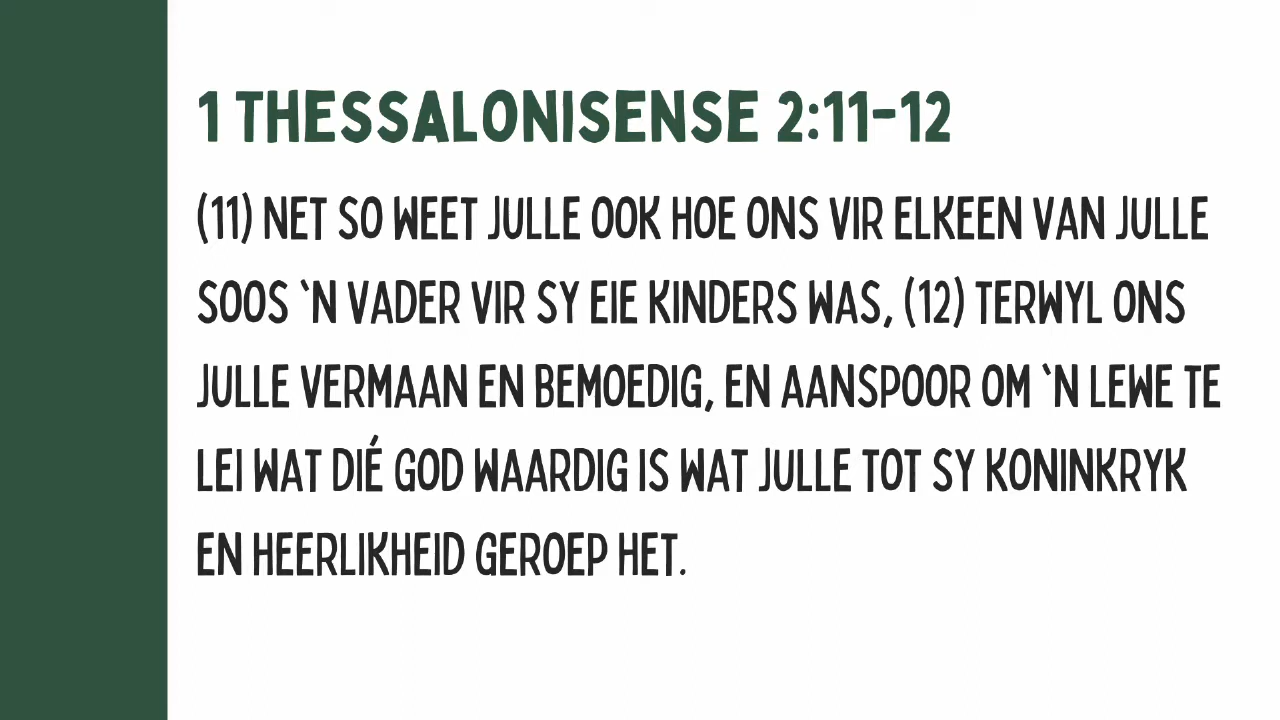 1 THESSALONISENSE 2:11-12
(11) NET SO WEET JULLE OOK HOE ONS VIR ELKEEN VAN JULLE
SOOS `N VADER VIR SY EIE KINDERS WAS, (12) TERWYL ONS
JULLE VERMAAN EN BEMOEDIG, EN AANSPOOR OM `N LEWE TE
LEI WAT DIÉ GOD WAARDIG IS WAT JULLE TOT SY KONINKRYK
EN HEERLIKHEID GEROEP HET.